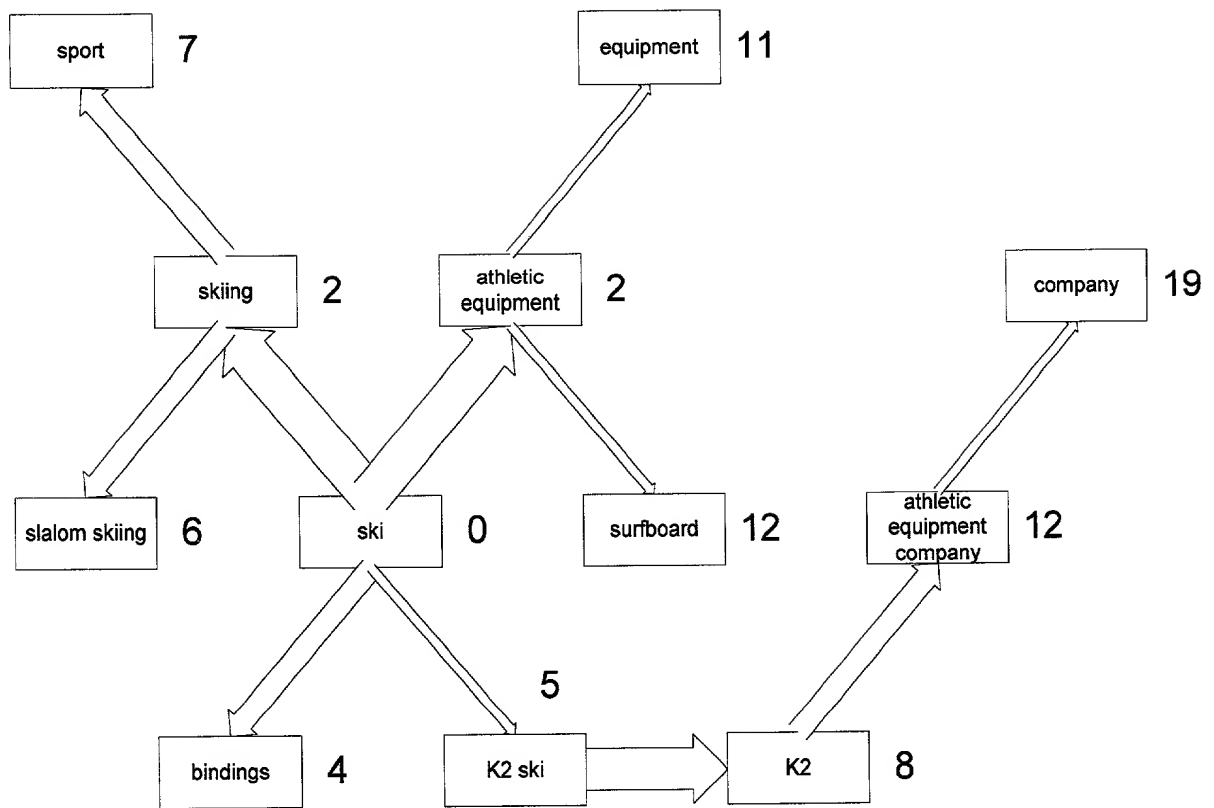 sport 7
equipment 11
skiing 2
athletic
equipment 2
company 19
slalom skiing 6
ski 0
surfboard 12
athletic
equipment 12
company
5
bindings 4
K2 ski
K2 8